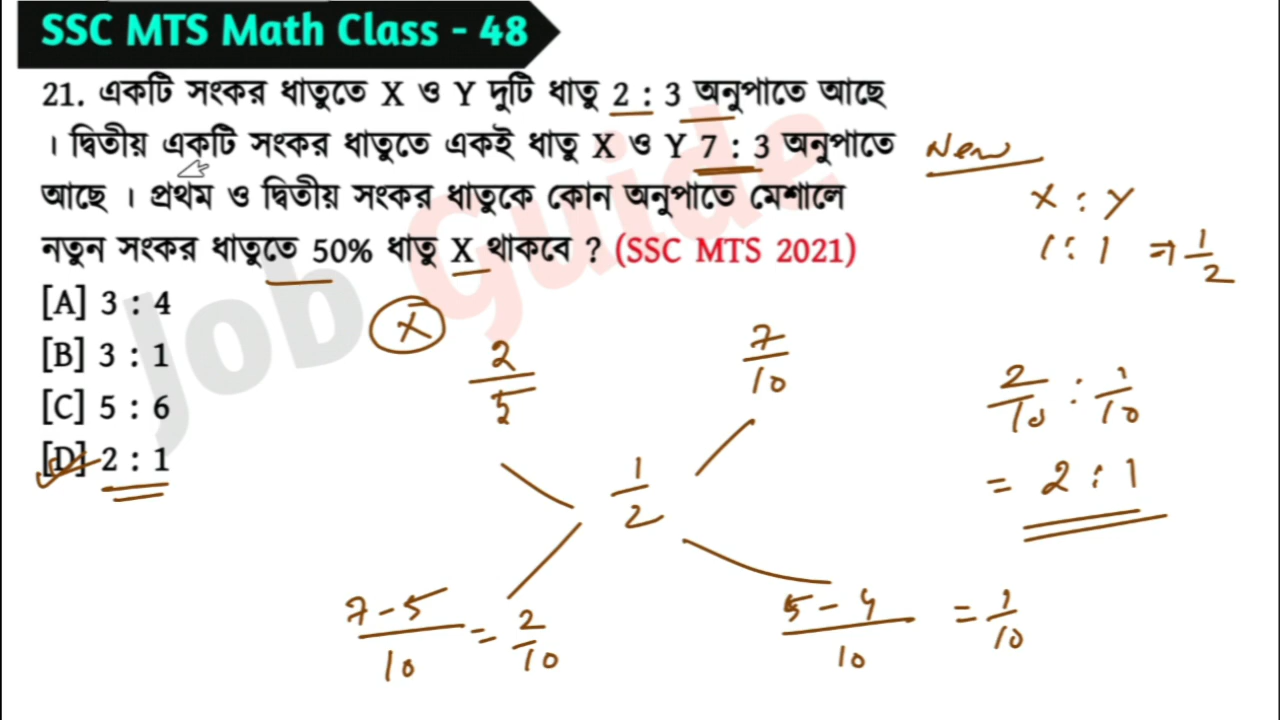 SSC MTS Math Class - 48
21. একটি সংকর ধাতুতে X ও Y দুটি ধাতু 2 : 3 অনুপাতে আছে
। দ্বিতীয় একটি সংকর ধাতুতে একই ধাতু X ও Y 7 : 3 অনুপাতে
আছে । প্রথম ও দ্বিতীয় সংকর ধাতুকে কোন অনুপাতে মেশালে
নতুন সংকর ধাতুতে 50% ধাতু X থাকবে ? (SSC MTS 2021)
[A] 3 : 4
[B] 3 : 1
[C] 5 : 6
[D] 2 : 1
Job Guide
New
X : Y
1 : 1 ⇒ 1/2
X
2/5
7/10
1/2
7-5/10 = 2/10
5-4/10 = 1/10
2/10 : 1/10
= 2 : 1